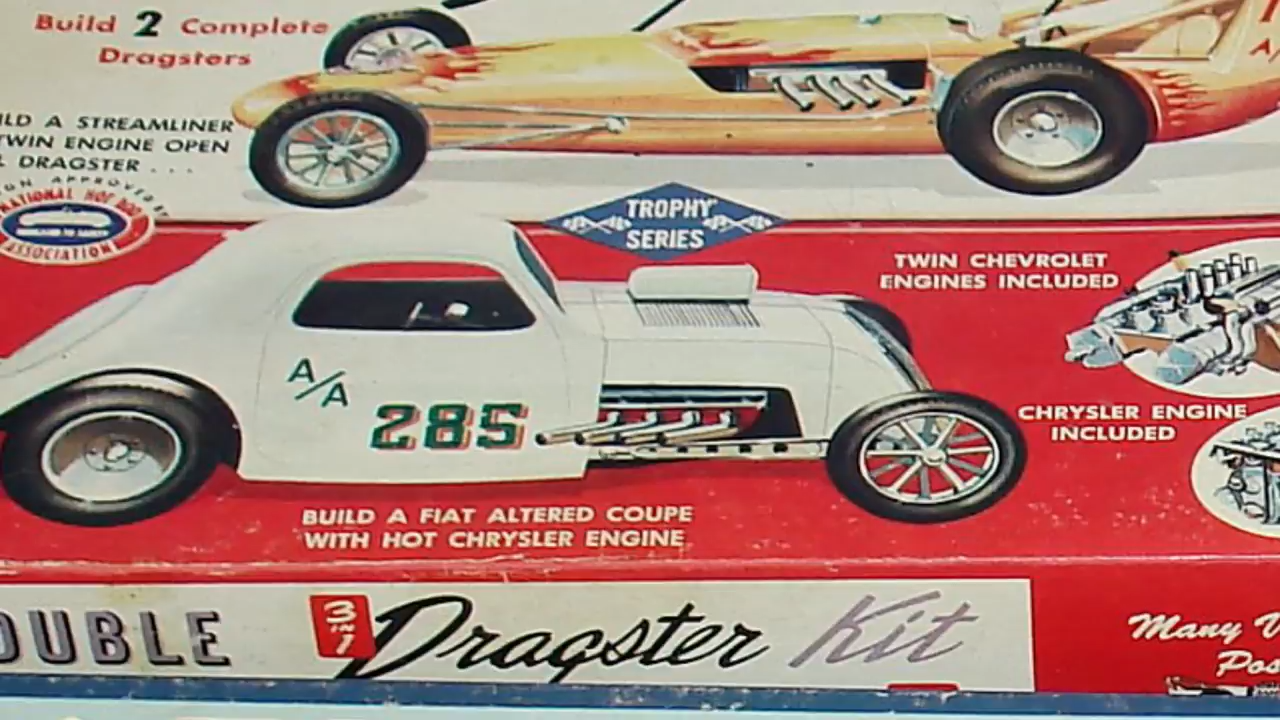 Build 2 Complete
Dragsters
ILD A STREAMLINER
TWIN ENGINE OPEN
DRAGSTER . . .
APPROVED BY
NATIONAL HOT ROD
ASSOCIATION
TROPHY
SERIES
TWIN CHEVROLET
ENGINES INCLUDED
A/A
285
CHRYSLER ENGINE
INCLUDED
BUILD A FIAT ALTERED COUPE
WITH HOT CHRYSLER ENGINE
OUBLE
3 IN 1
Dragster Kit
Many V
Pos